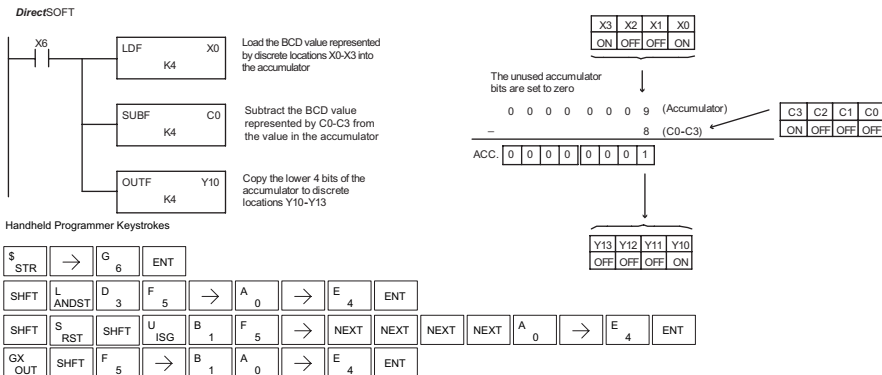 DirectSOFT
X6
LDF X0
K4
Load the BCD value represented
by discrete locations X0-X3 into
the accumulator
SUBF C0
K4
Subtract the BCD value
represented by C0-C3 from
the value in the accumulator
OUTF Y10
K4
Copy the lower 4 bits of the
accumulator to discrete
locations Y10-Y13
X3 X2 X1 X0
ON OFF OFF ON
The unused accumulator
bits are set to zero
0 0 0 0 0 0 0 9 (Accumulator)
– 8 (C0-C3)
C3 C2 C1 C0
ON OFF OFF OFF
ACC. 0 0 0 0 0 0 0 1
Y13 Y12 Y11 Y10
OFF OFF OFF ON
Handheld Programmer Keystrokes
$ STR → G 6 ENT
SHFT L ANDST D 3 F 5 → A 0 → E 4 ENT
SHFT S RST SHFT U ISG B 1 F 5 → NEXT NEXT NEXT NEXT A 0 → E 4 ENT
GX OUT SHFT F 5 → B 1 A 0 → E 4 ENT